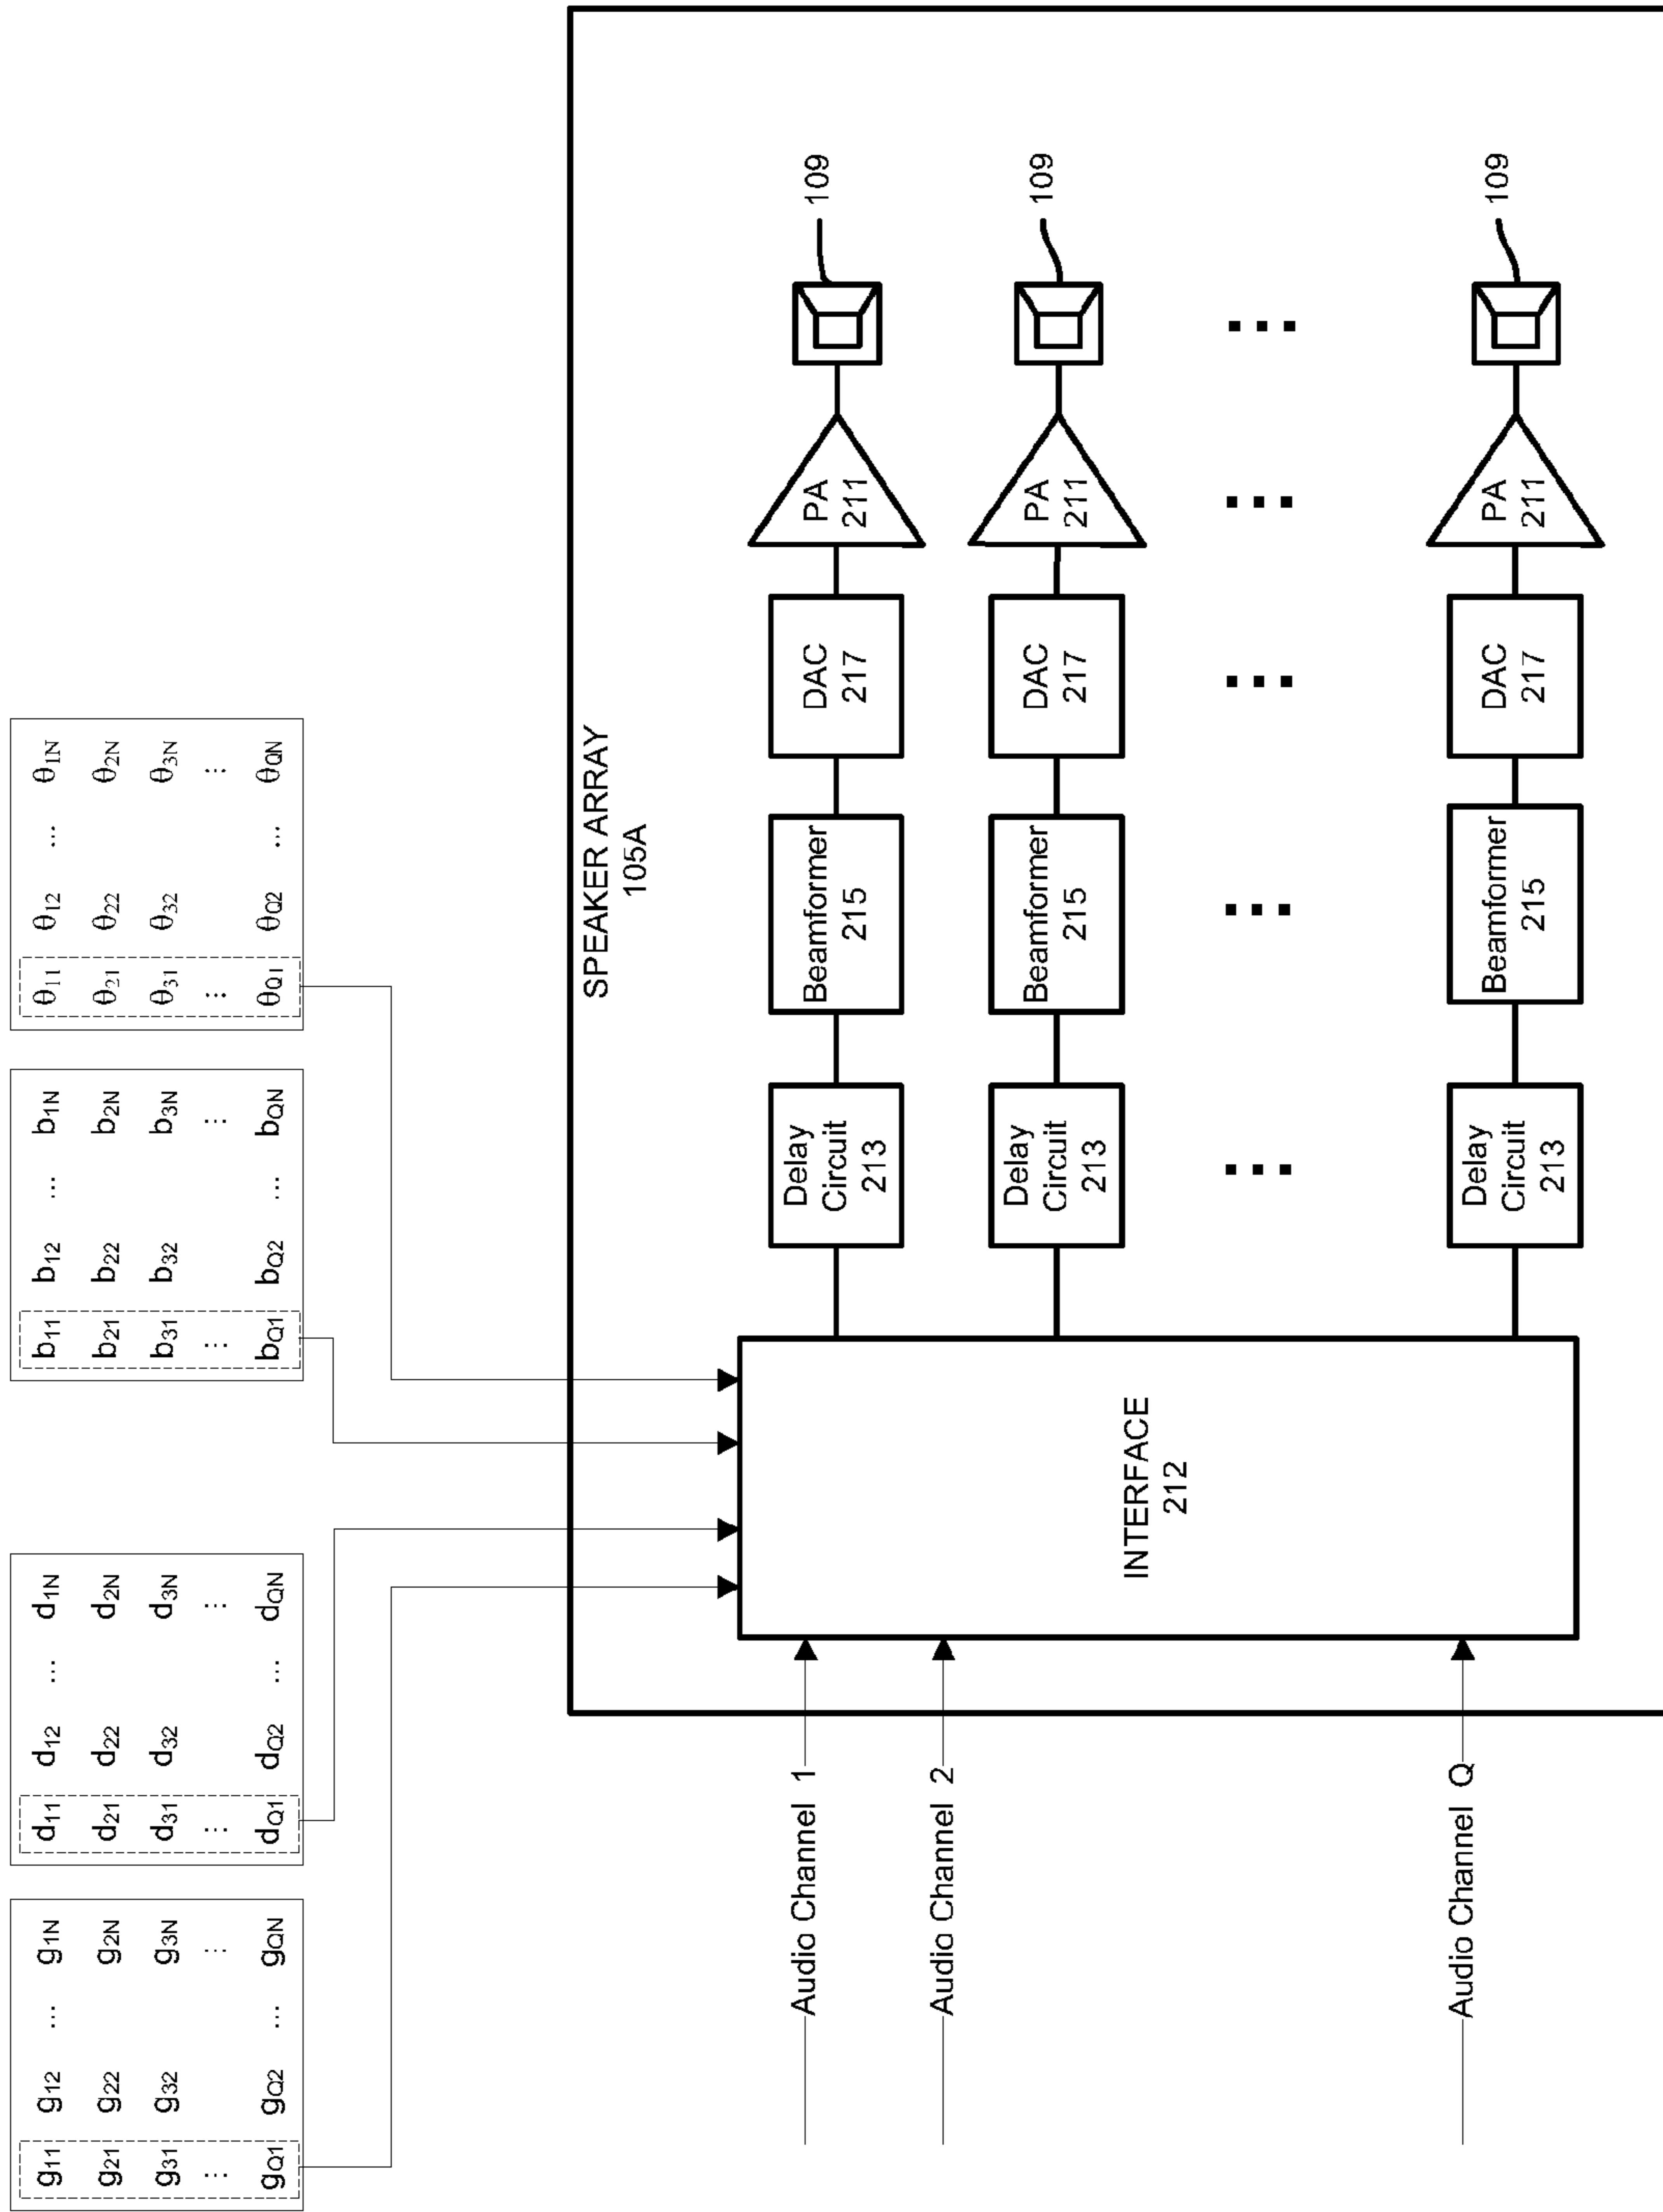 g11 g12 ... g1N
g21 g22 g2N
g31 g32 g3N
⋮ ⋮
gQ1 gQ2 ... gQN
d11 d12 ... d1N
d21 d22 d2N
d31 d32 d3N
⋮ ⋮
dQ1 dQ2 ... dQN
b11 b12 ... b1N
b21 b22 b2N
b31 b32 b3N
⋮ ⋮
bQ1 bQ2 ... bQN
θ11 θ12 ... θ1N
θ21 θ22 θ2N
θ31 θ32 θ3N
⋮ ⋮
θQ1 θQ2 ... θQN
SPEAKER ARRAY
105A
Audio Channel 1
Audio Channel 2
Audio Channel Q
INTERFACE
212
Delay
Circuit
213
Beamformer
215
DAC
217
PA
211
109
Delay
Circuit
213
Beamformer
215
DAC
217
PA
211
109
... ... ... ... ...
Delay
Circuit
213
Beamformer
215
DAC
217
PA
211
109